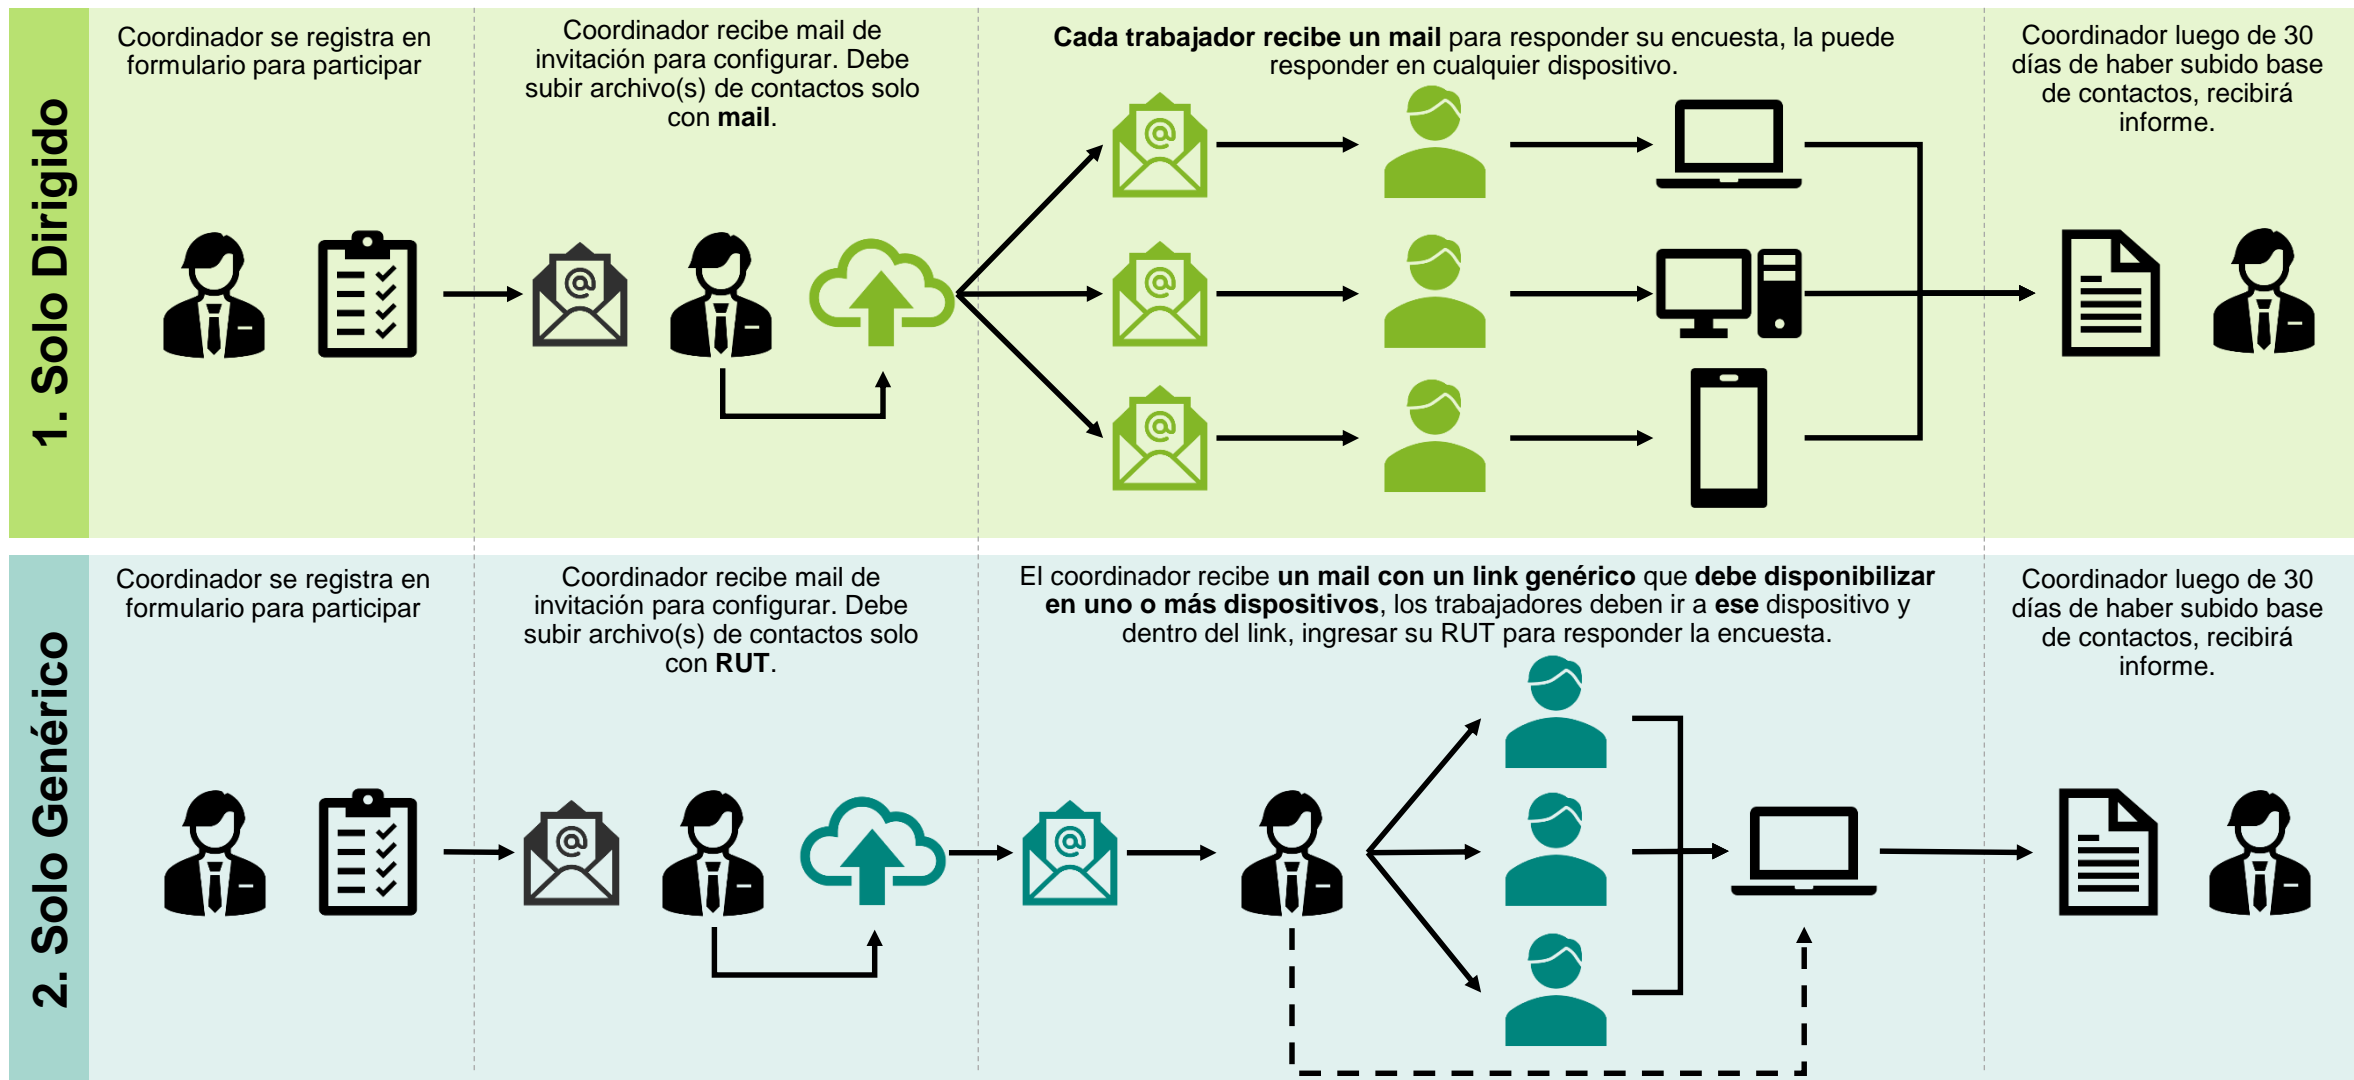 1. Solo Dirigido
Coordinador se registra en
formulario para participar
Coordinador recibe mail de
invitación para configurar. Debe
subir archivo(s) de contactos solo
con mail.
Cada trabajador recibe un mail para responder su encuesta, la puede
responder en cualquier dispositivo.
Coordinador luego de 30
días de haber subido base
de contactos, recibirá
informe.
@
@
@
@
2. Solo Genérico
Coordinador se registra en
formulario para participar
Coordinador recibe mail de
invitación para configurar. Debe
subir archivo(s) de contactos solo
con RUT.
El coordinador recibe un mail con un link genérico que debe disponibilizar
en uno o más dispositivos, los trabajadores deben ir a ese dispositivo y
dentro del link, ingresar su RUT para responder la encuesta.
Coordinador luego de 30
días de haber subido base
de contactos, recibirá
informe.
@
@